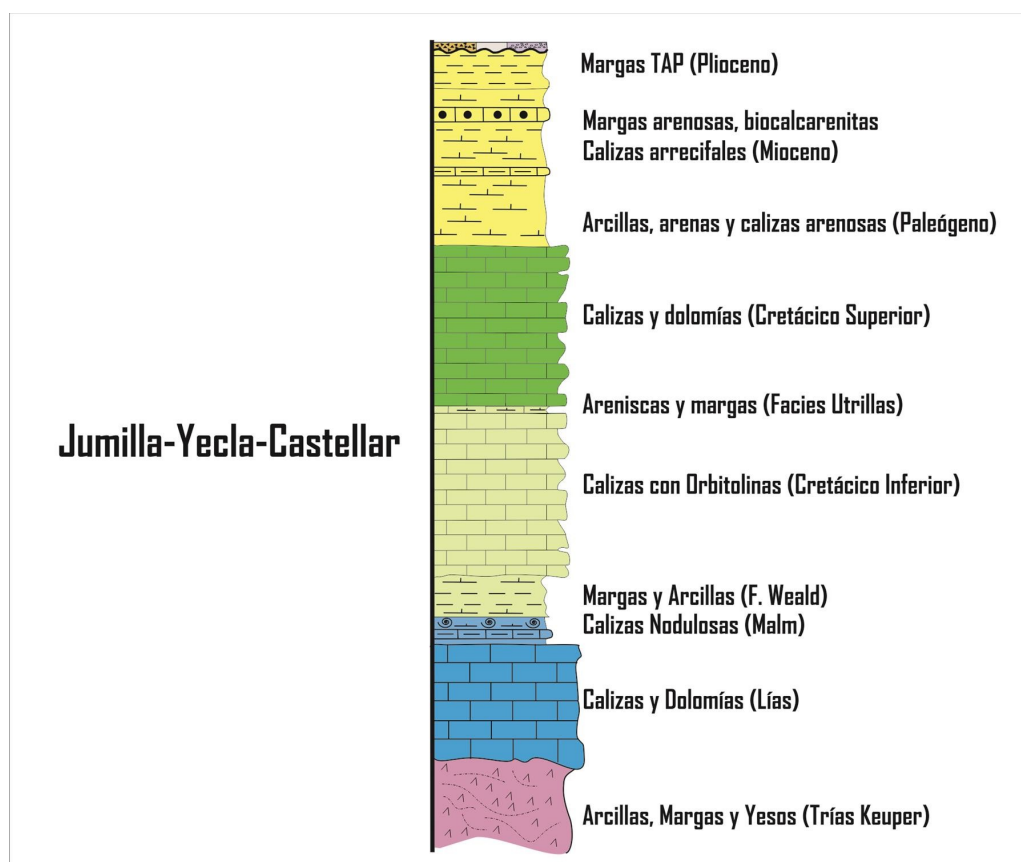 Margas TAP (Plioceno)
Margas arenosas, biocalcarenitas
Calizas arrecifales (Mioceno)
Arcillas, arenas y calizas arenosas (Paleógeno)
Calizas y dolomías (Cretácico Superior)
Areniscas y margas (Facies Utrillas)
Jumilla-Yecla-Castellar
Calizas con Orbitolinas (Cretácico Inferior)
Margas y Arcillas (F. Weald)
Calizas Nodulosas (Malm)
Calizas y Dolomías (Lías)
Arcillas, Margas y Yesos (Trías Keuper)